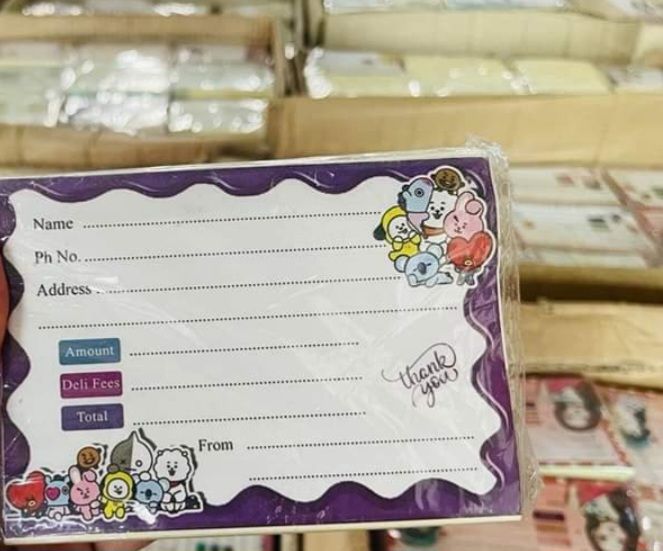 Name
Ph No.
Address
Amount
Deli Fees
Total
thank
you
From